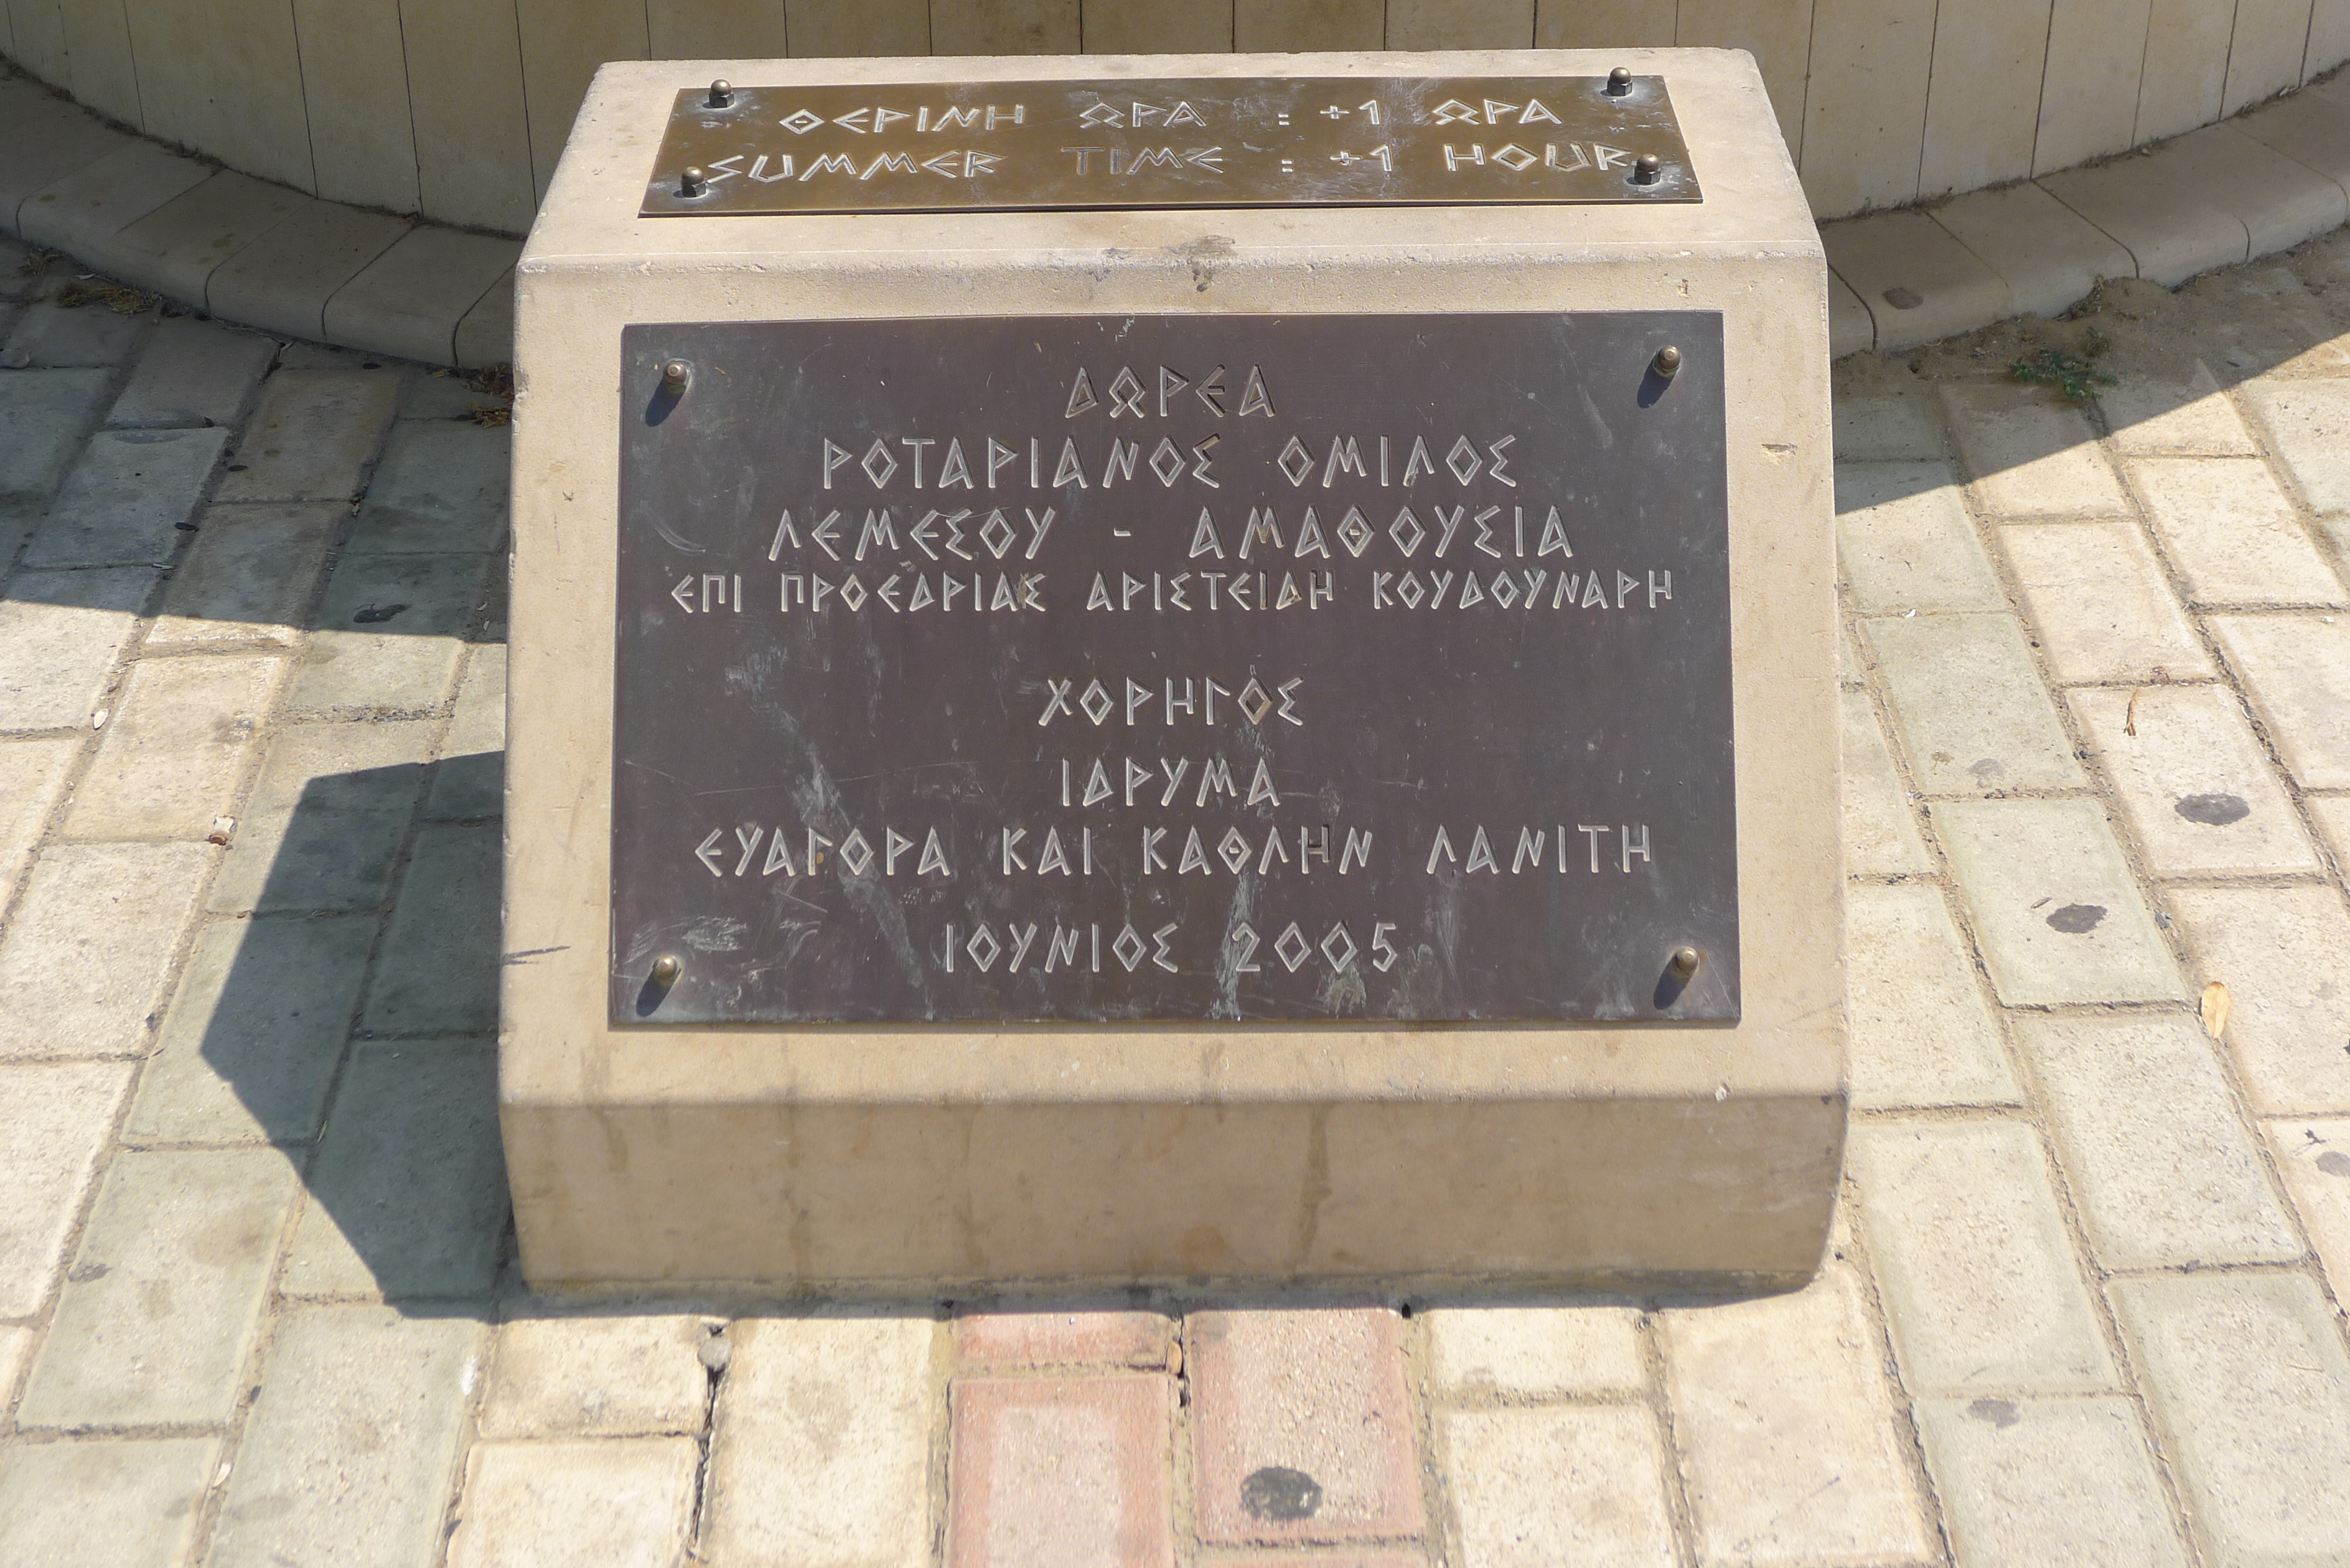 ΘΕΡΙΝΗ ΩΡΑ : +1 ΩΡΑ
SUMMER TIME : +1 HOUR
ΔΩΡΕΑ
ΡΟΤΑΡΙΑΝΟΣ ΟΜΙΛΟΣ
ΛΕΜΕΣΟΥ - ΑΜΑΘΟΥΣΙΑ
ΕΠΙ ΠΡΟΕΔΡΙΑΣ ΑΡΙΣΤΕΙΔΗ ΚΟΥΔΟΥΝΑΡΗ
ΧΟΡΗΓΟΣ
ΙΔΡΥΜΑ
ΕΥΑΓΟΡΑ ΚΑΙ ΚΑΘΛΗΝ ΛΑΝΙΤΗ
ΙΟΥΝΙΟΣ 2005